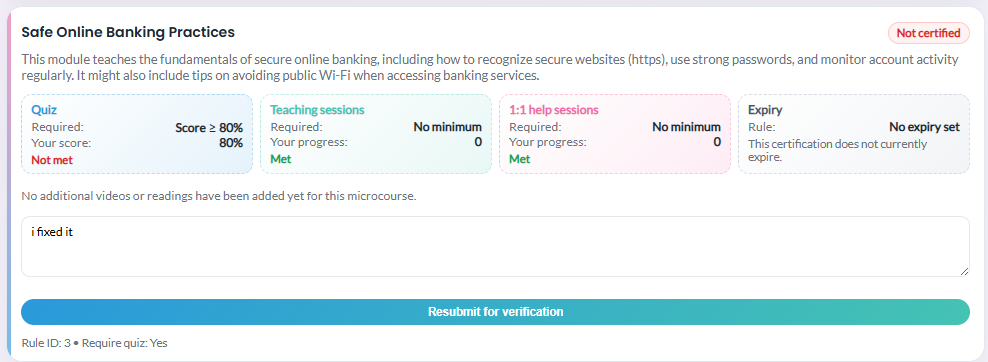 Safe Online Banking Practices
Not certified
This module teaches the fundamentals of secure online banking, including how to recognize secure websites (https), use strong passwords, and monitor account activity
regularly. It might also include tips on avoiding public Wi-Fi when accessing banking services.
Quiz
Required: Score ≥ 80%
Your score: 80%
Not met
Teaching sessions
Required: No minimum
Your progress: 0
Met
1:1 help sessions
Required: No minimum
Your progress: 0
Met
Expiry
Rule: No expiry set
This certification does not currently
expire.
No additional videos or readings have been added yet for this microcourse.
i fixed it
Resubmit for verification
Rule ID: 3 • Require quiz: Yes